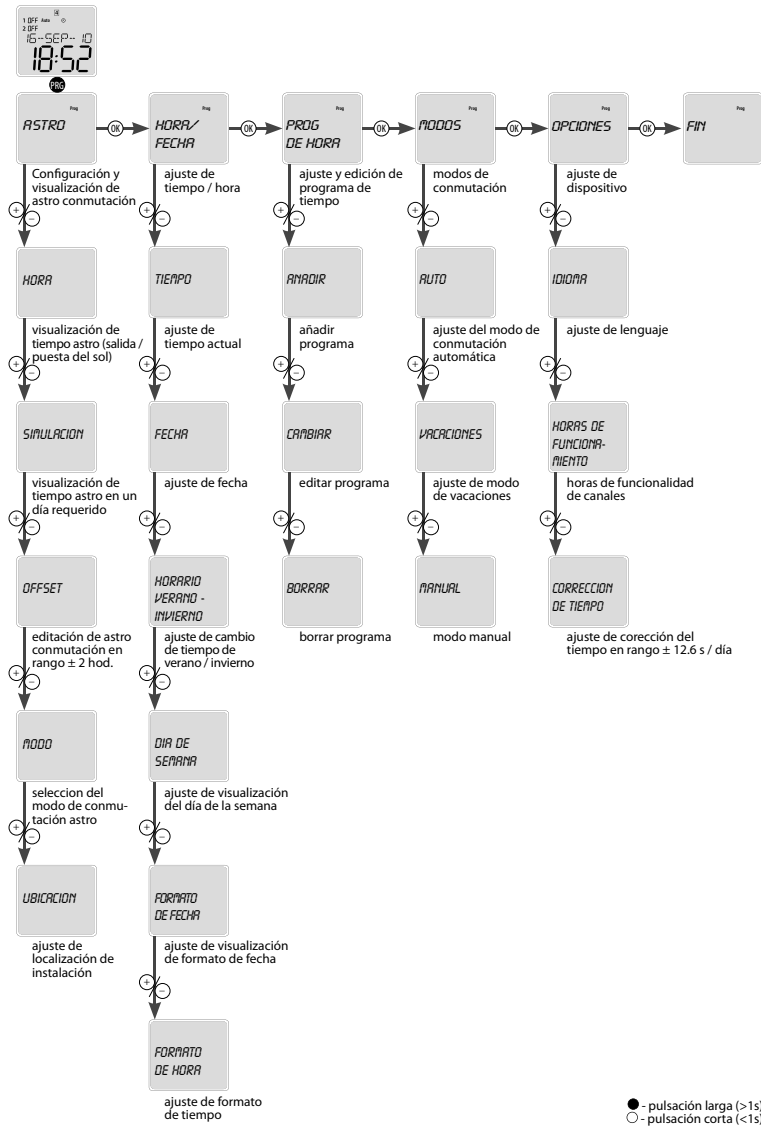 4
1 OFF Auto
2 OFF
16-SEP-10
18:52
PRG
Prog
ASTRO
OK
Prog
HORA/
FECHA
OK
Prog
PROG
DE HORA
OK
Prog
MODOS
OK
Prog
OPCIONES
OK
Prog
FIN
Configuración y
visualización de
astro conmutación
+
-
ajuste de
tiempo / hora
+
-
ajuste y edición de
programa de
tiempo
+
-
modos de
conmutación
+
-
ajuste de
dispositivo
+
-
HORA
TIEMPO
ANADIR
AUTO
IDIOMA
visualización de
tiempo astro (salida /
puesta del sol)
+
-
ajuste de
tiempo actual
+
-
añadir
programa
+
-
ajuste del modo de
conmutación
automática
+
-
ajuste de lenguaje
+
-
SIMULACION
FECHA
CAMBIAR
VACACIONES
HORAS DE
FUNCIONA-
MIENTO
visualización de
tiempo astro en un
día requerido
+
-
ajuste de fecha
+
-
editar programa
+
-
ajuste de modo
de vacaciones
+
-
horas de funcionalidad
de canales
+
-
OFFSET
HORARIO
VERANO -
INVIERNO
BORRAR
MANUAL
CORRECCION
DE TIEMPO
editación de astro
conmutación en
rango ± 2 hod.
+
-
ajuste de cambio
de tiempo de
verano / invierno
+
-
borrar programa
modo manual
ajuste de corección del
tiempo en rango ± 12.6 s / día
MODO
DIA DE
SEMANA
seleccion del
modo de conmu-
tación astro
+
-
ajuste de visualización
del día de la semana
+
-
UBICACION
FORMATO
DE FECHA
ajuste de
localización de
instalación
ajuste de visualización
de formato de fecha
+
-
FORMATO
DE HORA
ajuste de formato
de tiempo
- pulsación larga (>1s)
- pulsación corta (<1s)